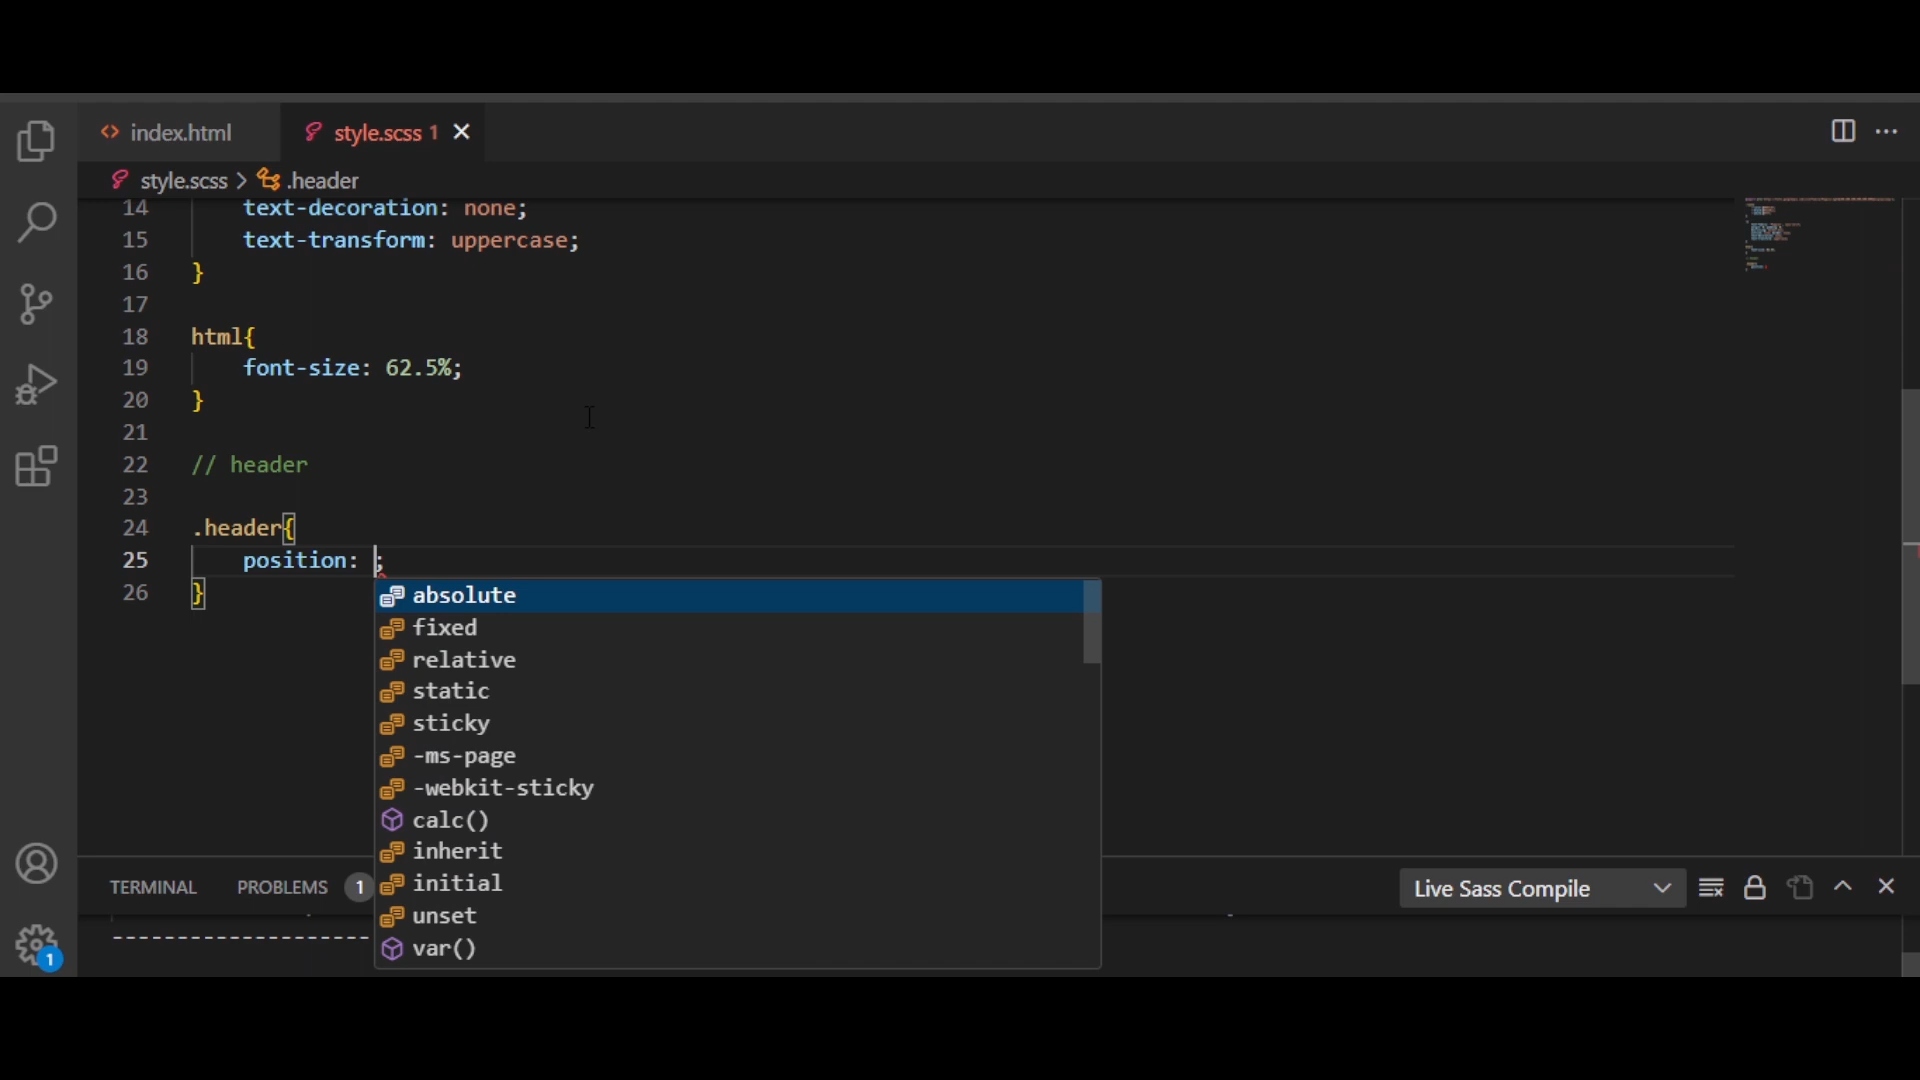 index.html
style.scss 1
style.scss > .header
14 text-decoration: none;
15 text-transform: uppercase;
16 }
17
18 html{
19 font-size: 62.5%;
20 }
21
22 // header
23
24 .header{
25 position: ;
26 }
absolute
fixed
relative
static
sticky
-ms-page
-webkit-sticky
calc()
inherit
initial
unset
var()
TERMINAL PROBLEMS 1 Live Sass Compile
--------------------
1